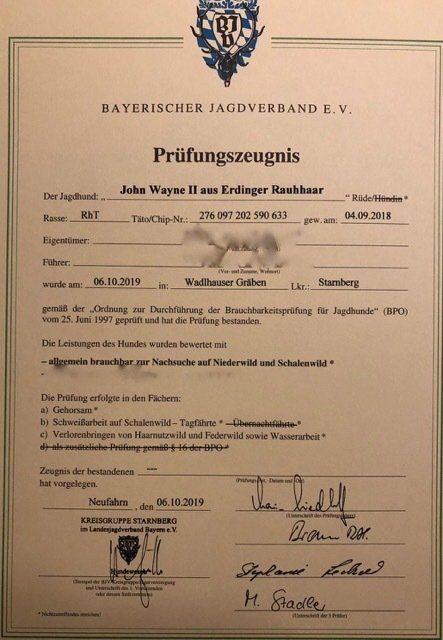 BJV
BAYERISCHER JAGDVERBAND E. V.
Prüfungszeugnis
Der Jagdhund: „ John Wayne II aus Erdinger Rauhhaar “ Rüde/Hündin*
Rasse: RhT Täto/Chip-Nr.: 276 097 202 590 633 gew. am: 04.09.2018
Eigentümer:
Führer:
(Vor- und Zuname, Wohnort)
wurde am: 06.10.2019 in: Wadlhauser Gräben Lkr.: Starnberg
gemäß der „Ordnung zur Durchführung der Brauchbarkeitsprüfung für Jagdhunde“ (BPO)
vom 25. Juni 1997 geprüft und hat die Prüfung bestanden.
Die Leistungen des Hundes wurden bewertet mit
– allgemein brauchbar zur Nachsuche auf Niederwild und Schalenwild *
-
Die Prüfung erfolgte in den Fächern:
a) Gehorsam *
b) Schweißarbeit auf Schalenwild – Tagfährte * – Übernachtfährte *
c) Verlorenbringen von Haarnutzwild und Federwild sowie Wasserarbeit *
d) als zusätzliche Prüfung gemäß § 16 der BPO *
Zeugnis der bestandenen ---
(Prüfungsart, -Datum und -Ort)
hat vorgelegen.
Neufahrn , den 06.10.2019
(Unterschrift des Prüfungsleiters)
KREISGRUPPE STARNBERG
im Landesjagdverband Bayern e.V.
Hundewesen
(Stempel der BJV-Kreisgruppe/Jägervereinigung
und Unterschrift des 1. Vorsitzenden
oder dessen Stellvertreters)
Stephanie
M. Stadler
(Unterschrift der 3 Prüfer)
* Nichtzutreffendes streichen!